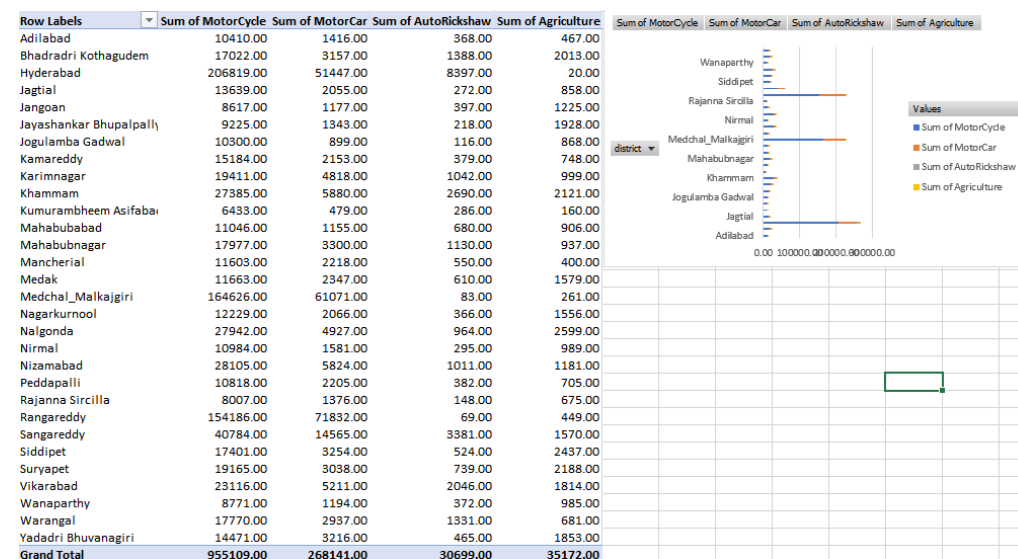 Row Labels Sum of MotorCycle Sum of MotorCar Sum of AutoRickshaw Sum of Agriculture
Adilabad 10410.00 1416.00 368.00 467.00
Bhadradri Kothagudem 17022.00 3157.00 1388.00 2013.00
Hyderabad 206819.00 51447.00 8397.00 20.00
Jagtial 13639.00 2055.00 272.00 858.00
Jangoan 8617.00 1177.00 397.00 1225.00
Jayashankar Bhupalpally 9225.00 1343.00 218.00 1928.00
Jogulamba Gadwal 10300.00 899.00 116.00 868.00
Kamareddy 15184.00 2153.00 379.00 748.00
Karimnagar 19411.00 4818.00 1042.00 999.00
Khammam 27385.00 5880.00 2690.00 2121.00
Kumurambheem Asifaba 6433.00 479.00 286.00 160.00
Mahabubabad 11046.00 1155.00 680.00 906.00
Mahabubnagar 17977.00 3300.00 1130.00 937.00
Mancherial 11603.00 2218.00 550.00 400.00
Medak 11663.00 2347.00 610.00 1579.00
Medchal_Malkajgiri 164626.00 61071.00 83.00 261.00
Nagarkurnool 12229.00 2066.00 366.00 1556.00
Nalgonda 27942.00 4927.00 964.00 2599.00
Nirmal 10984.00 1581.00 295.00 989.00
Nizamabad 28105.00 5824.00 1011.00 1181.00
Peddapalli 10818.00 2205.00 382.00 705.00
Rajanna Sircilla 8007.00 1376.00 148.00 675.00
Rangareddy 154186.00 71832.00 69.00 449.00
Sangareddy 40784.00 14565.00 3381.00 1570.00
Siddipet 17401.00 3254.00 524.00 2437.00
Suryapet 19165.00 3038.00 739.00 2188.00
Vikarabad 23116.00 5211.00 2046.00 1814.00
Wanaparthy 8771.00 1194.00 372.00 985.00
Warangal 17770.00 2937.00 1331.00 681.00
Yadadri Bhuvanagiri 14471.00 3216.00 465.00 1853.00
Grand Total 955109.00 268141.00 30699.00 35172.00
Sum of MotorCycle Sum of MotorCar Sum of AutoRickshaw Sum of Agriculture
Wanaparthy
Siddipet
Rajanna Sircilla
Nirmal
Medchal_Malkajgiri
Mahabubnagar
Khammam
Jogulamba Gadwal
Jagtial
Adilabad
district
0.00 100000.00
Values
Sum of MotorCycle
Sum of MotorCar
Sum of AutoRickshaw
Sum of Agriculture